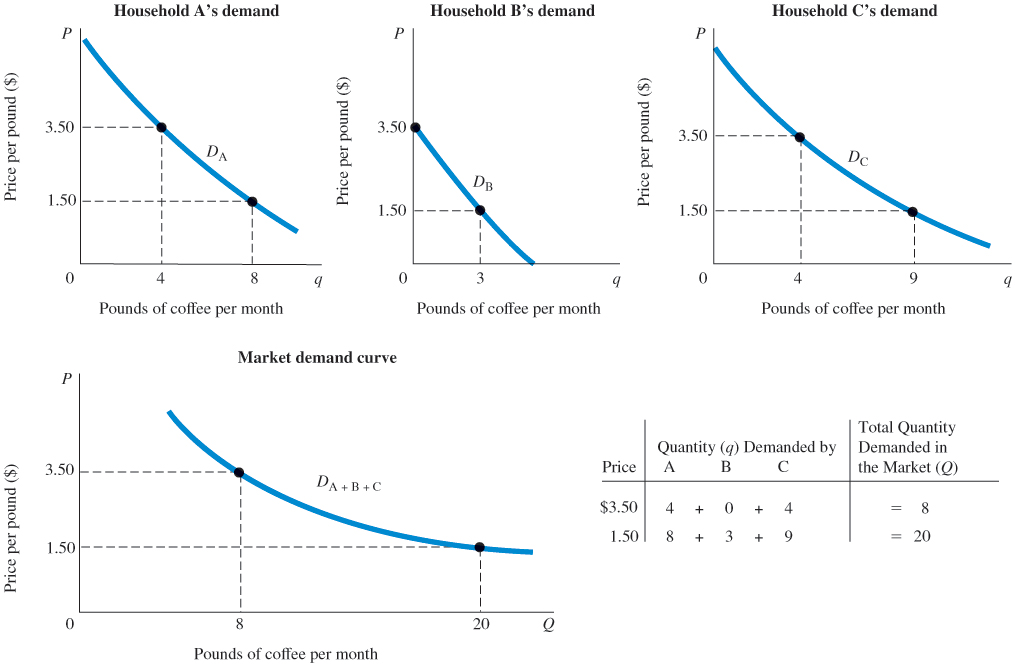 Household A’s demand
P
Price per pound ($)
3.50
1.50
D_A
0
4
8
q
Pounds of coffee per month
Household B’s demand
P
Price per pound ($)
3.50
1.50
D_B
0
3
q
Pounds of coffee per month
Household C’s demand
P
Price per pound ($)
3.50
1.50
D_C
0
4
9
q
Pounds of coffee per month
Market demand curve
P
Price per pound ($)
3.50
1.50
D_A + B + C
0
8
20
Q
Pounds of coffee per month
Total Quantity
Quantity (q) Demanded by Demanded in
Price A B C the Market (Q)
$3.50 4 + 0 + 4 = 8
1.50 8 + 3 + 9 = 20